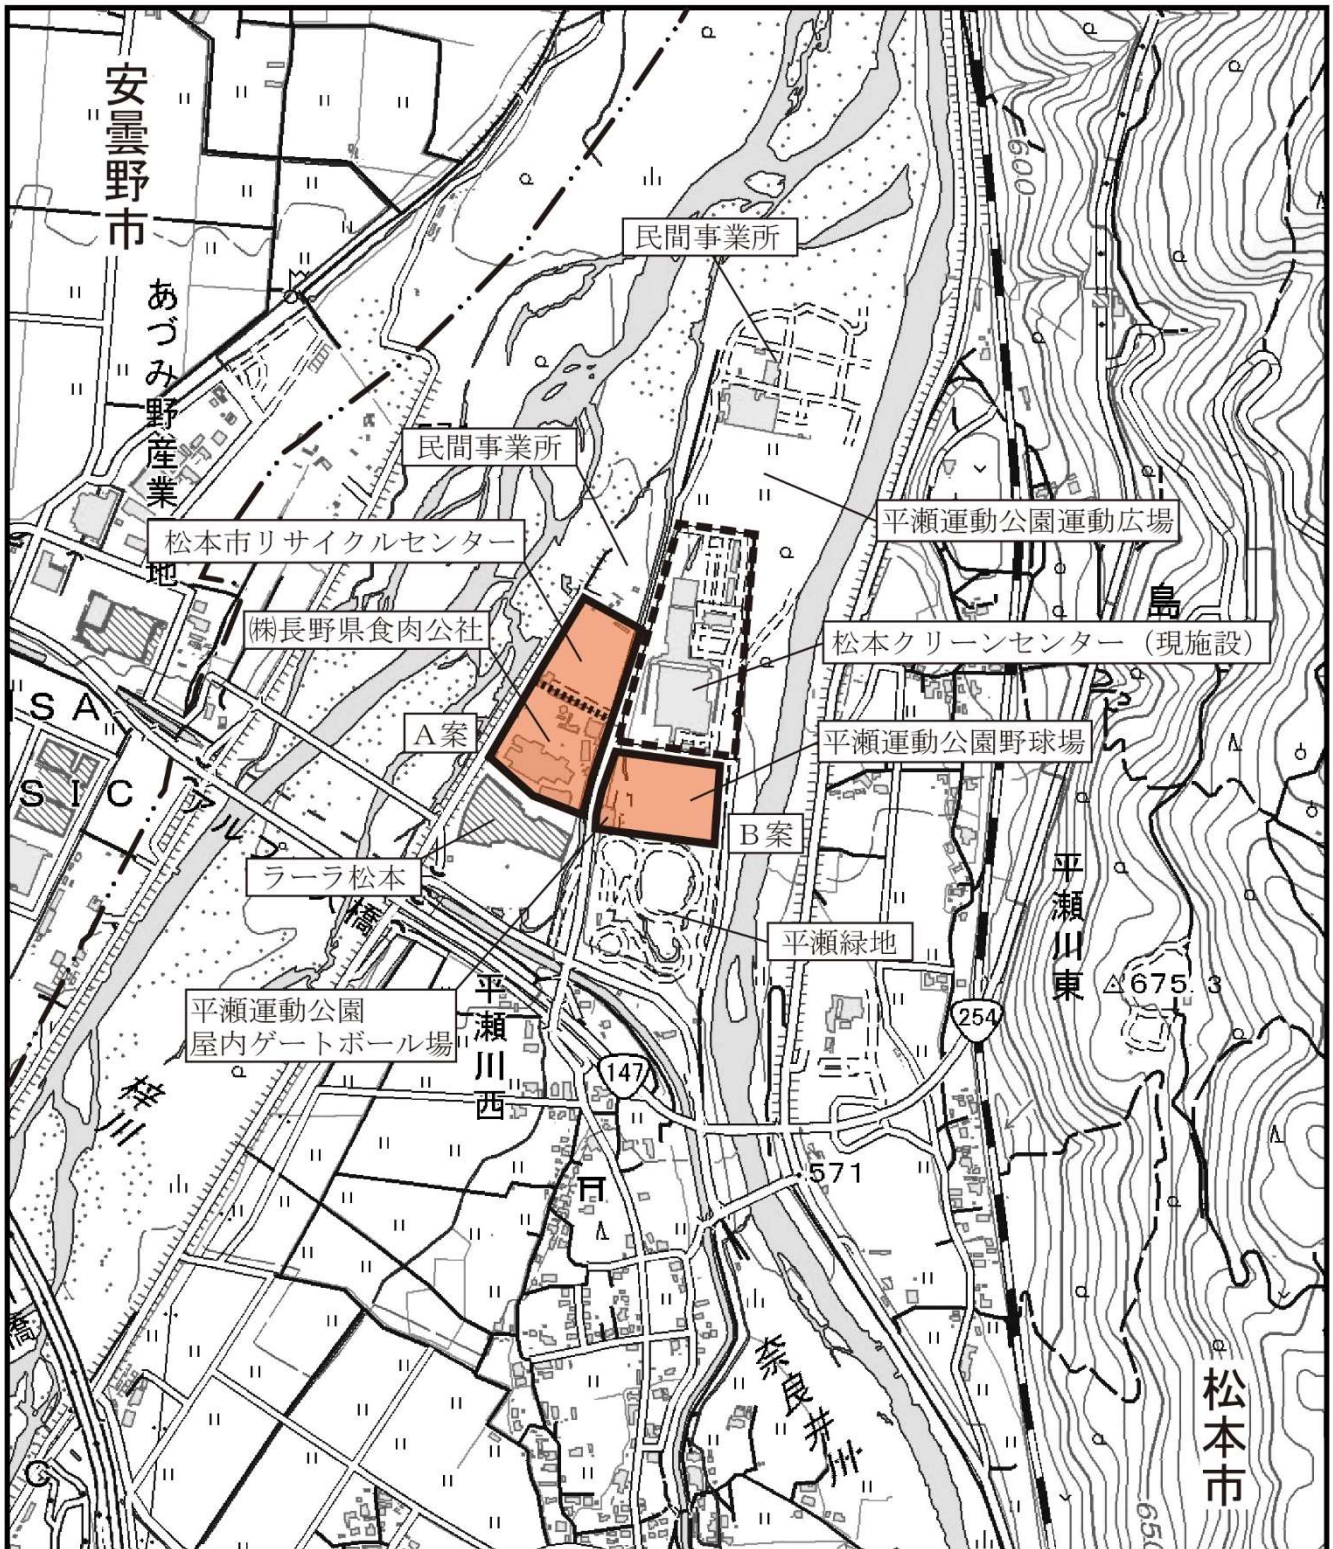 安曇野市
600
民間事業所
あづみ野産業
地
民間事業所
平瀬運動公園運動広場
松本市リサイクルセンター
島
㈱長野県食肉公社
松本クリーンセンター（現施設）
SA
A案
平瀬運動公園野球場
SIC
B案
ラーラ松本
橋
平瀬川東
平瀬緑地
675.3
平瀬運動公園
屋内ゲートボール場
平瀬川西
254
147
梓川
571
橋
奈良井川
松本市
C
650